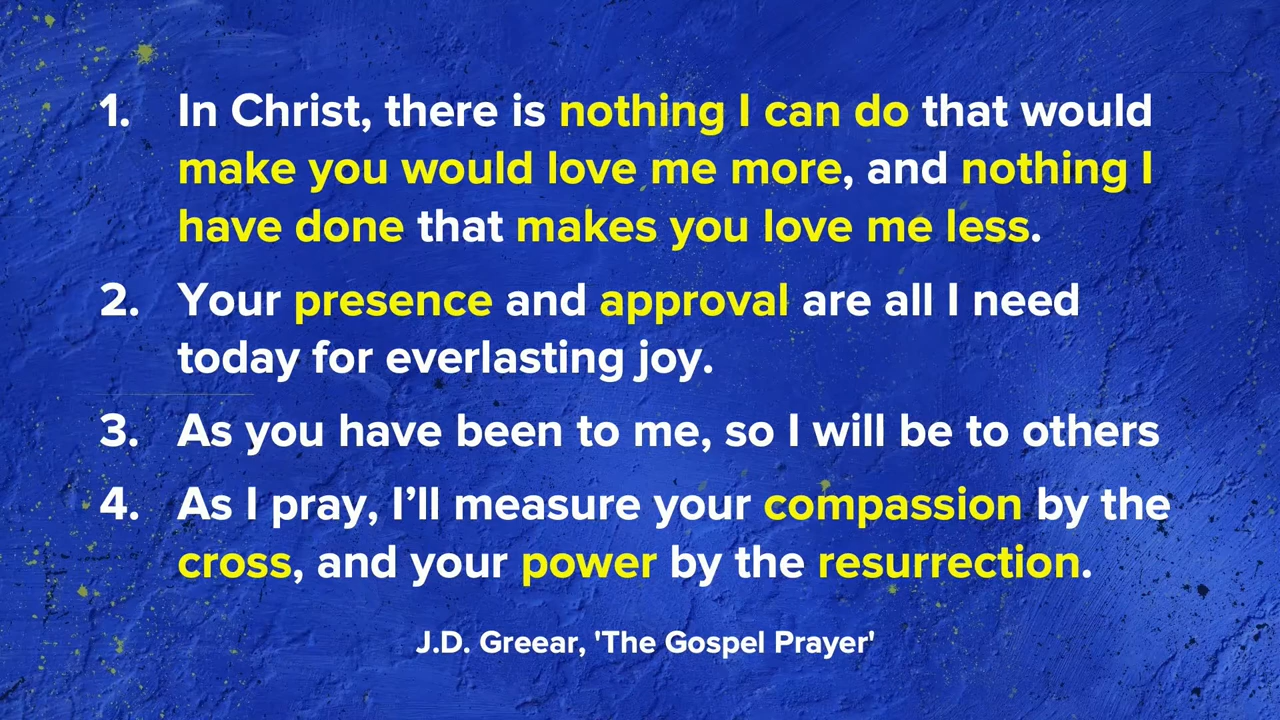 1. In Christ, there is nothing I can do that would
make you would love me more, and nothing I
have done that makes you love me less.
2. Your presence and approval are all I need
today for everlasting joy.
3. As you have been to me, so I will be to others
4. As I pray, I’ll measure your compassion by the
cross, and your power by the resurrection.
J.D. Greear, 'The Gospel Prayer'